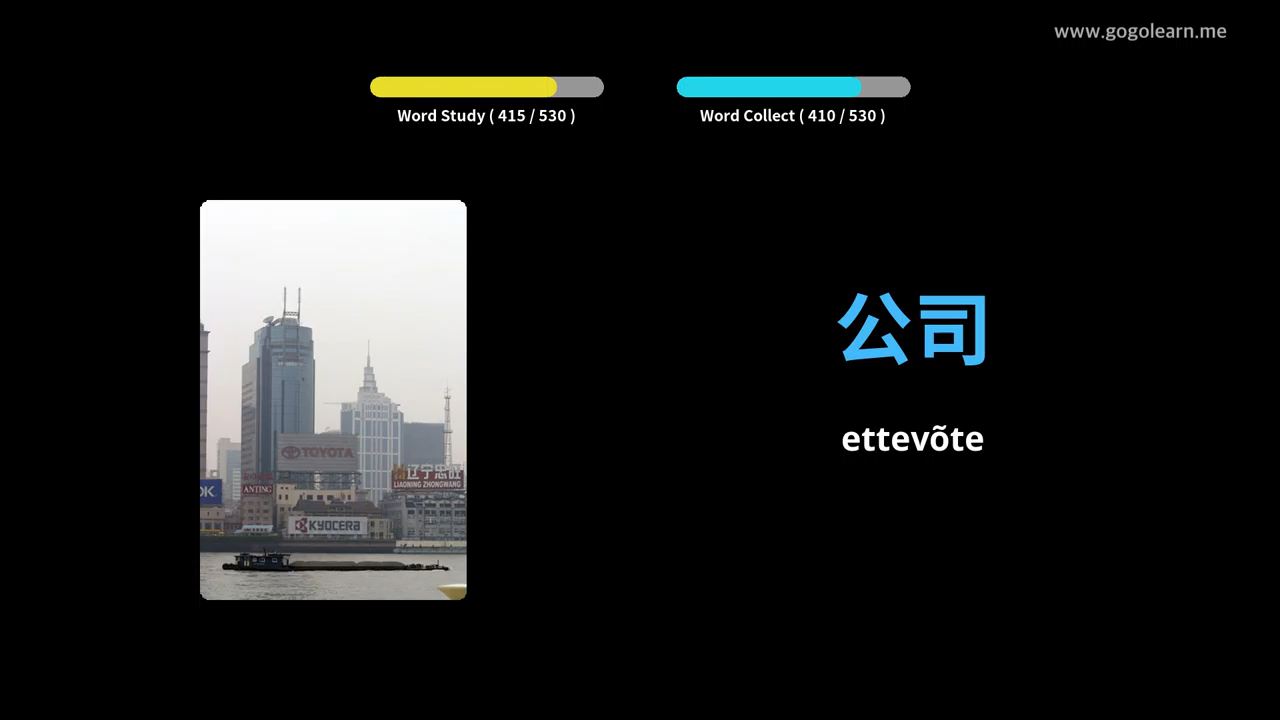 www.gogolearn.me
Word Study ( 415 / 530 )
Word Collect ( 410 / 530 )
公司
ettevõte
TOYOTA
辽宁忠旺
LIAONING ZHONGWANG
OK
ANTING
KYOCERA